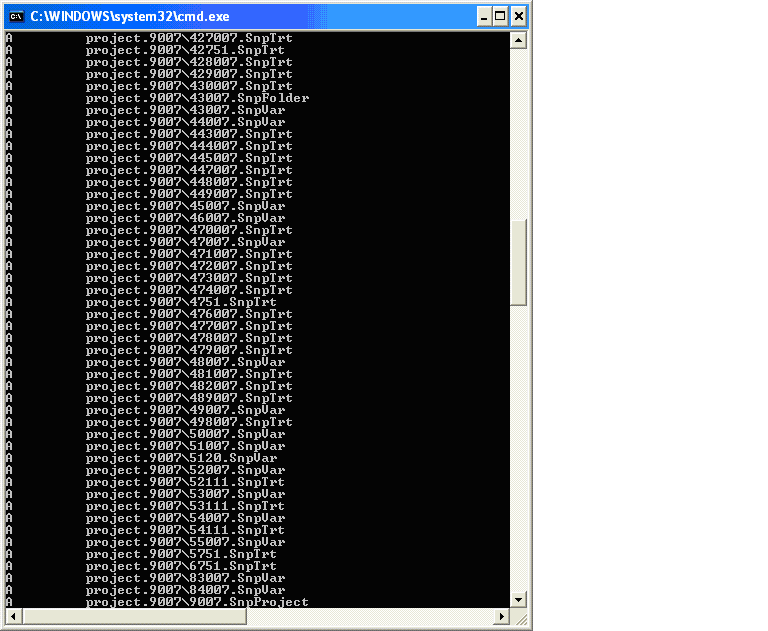 C:\WINDOWS\system32\cmd.exe
A project.9007\427007.SnpTrt
A project.9007\42751.SnpTrt
A project.9007\428007.SnpTrt
A project.9007\429007.SnpTrt
A project.9007\430007.SnpTrt
A project.9007\43007.SnpFolder
A project.9007\43007.SnpVar
A project.9007\44007.SnpVar
A project.9007\443007.SnpTrt
A project.9007\444007.SnpTrt
A project.9007\445007.SnpTrt
A project.9007\447007.SnpTrt
A project.9007\448007.SnpTrt
A project.9007\449007.SnpTrt
A project.9007\45007.SnpVar
A project.9007\46007.SnpVar
A project.9007\470007.SnpTrt
A project.9007\47007.SnpVar
A project.9007\471007.SnpTrt
A project.9007\472007.SnpTrt
A project.9007\473007.SnpTrt
A project.9007\474007.SnpTrt
A project.9007\4751.SnpTrt
A project.9007\476007.SnpTrt
A project.9007\477007.SnpTrt
A project.9007\478007.SnpTrt
A project.9007\479007.SnpTrt
A project.9007\48007.SnpVar
A project.9007\481007.SnpTrt
A project.9007\482007.SnpTrt
A project.9007\489007.SnpTrt
A project.9007\49007.SnpVar
A project.9007\498007.SnpTrt
A project.9007\50007.SnpVar
A project.9007\51007.SnpVar
A project.9007\5120.SnpVar
A project.9007\52007.SnpVar
A project.9007\52111.SnpTrt
A project.9007\53007.SnpVar
A project.9007\53111.SnpTrt
A project.9007\54007.SnpVar
A project.9007\54111.SnpTrt
A project.9007\55007.SnpVar
A project.9007\5751.SnpTrt
A project.9007\6751.SnpTrt
A project.9007\83007.SnpVar
A project.9007\84007.SnpVar
A project.9007\9007.SnpProject